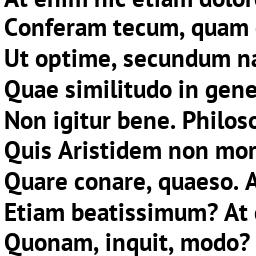 At enim hic etiam dolore
Conferam tecum, quam
Ut optime, secundum na
Quae similitudo in gene
Non igitur bene. Philoso
Quis Aristidem non mor
Quare conare, quaeso. A
Etiam beatissimum? At
Quonam, inquit, modo?